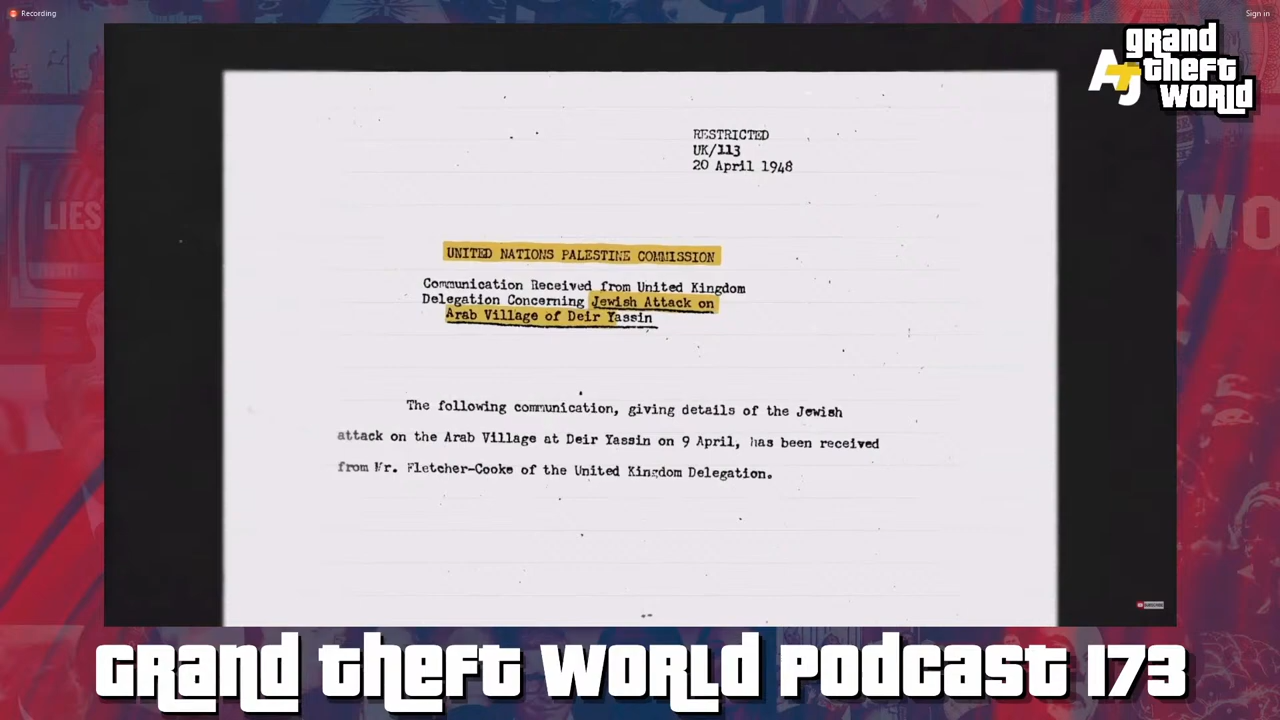 Recording
Sign in
grand
theft
WORLD
AJ
RESTRICTED
UK/113
20 April 1948
UNITED NATIONS PALESTINE COMMISSION
Communication Received from United Kingdom
Delegation Concerning Jewish Attack on
Arab Village of Deir Yassin
The following communication, giving details of the Jewish
attack on the Arab Village at Deir Yassin on 9 April, has been received
from Mr. Fletcher-Cooke of the United Kingdom Delegation.
LIES
SUBSCRIBE
GRAND THEFT WORLD PODCAST 173